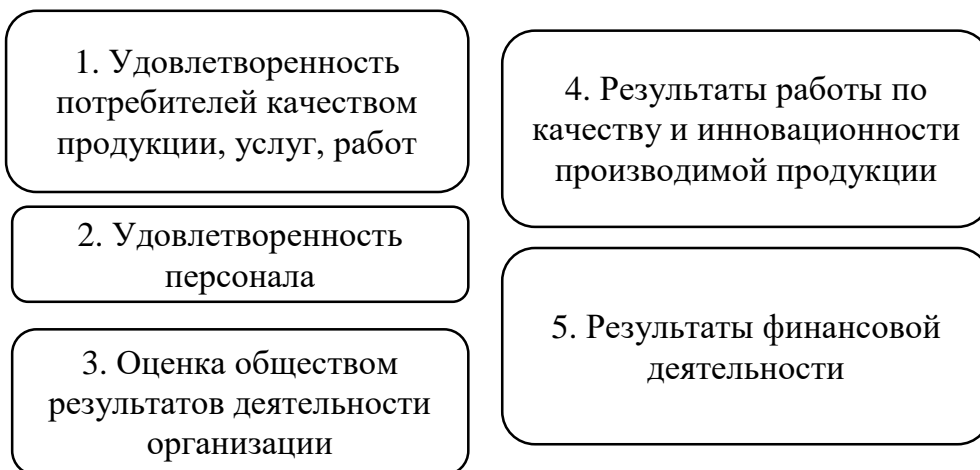 1. Удовлетворенность
потребителей качеством
продукции, услуг, работ
2. Удовлетворенность
персонала
3. Оценка обществом
результатов деятельности
организации
4. Результаты работы по
качеству и инновационности
производимой продукции
5. Результаты финансовой
деятельности